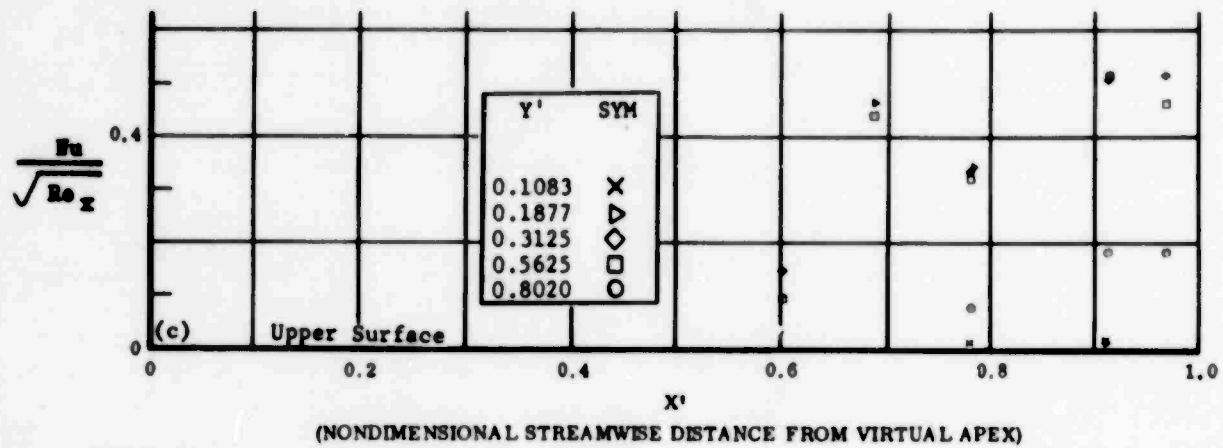 Y' SYM
0.4
Nu
√Re x
0.1083
0.1877
0.3125
0.5625
0.8020
(c) Upper Surface
0
0 0.2 0.4 0.6 0.8 1.0
X'
(NONDIMENSIONAL STREAMWISE DISTANCE FROM VIRTUAL APEX)